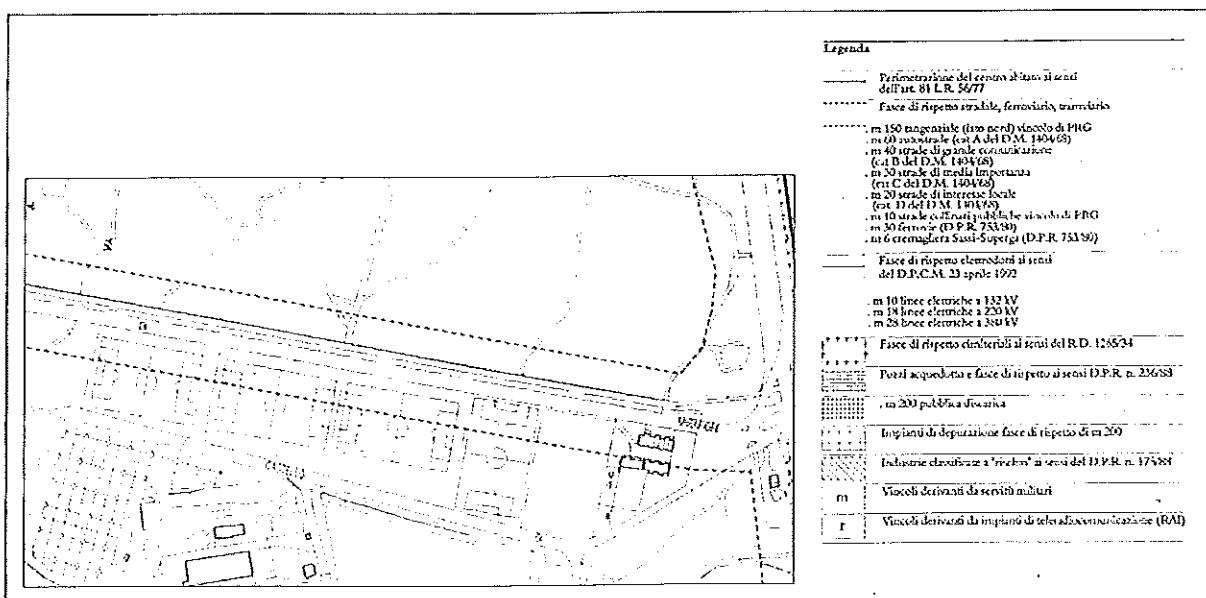 VIA
CASTELLO
Legenda
Perimetrazione del centro abitato ai sensi
dell'art. 81 L.R. 56/77
Fasce di rispetto stradale, ferroviario, tranviario
. m 150 tangenziale (lato nord) vincolo di PRG
. m 60 autostrade (cat A del D.M. 1404/68)
. m 40 strade di grande comunicazione
(cat B del D.M. 1404/68)
. m 30 strade di media importanza
(cat C del D.M. 1404/68)
. m 20 strade di interesse locale
(cat. D del D.M. 1404/68)
. m 10 strade collinari pubbliche vincolo di PRG
. m 30 ferrovie (D.P.R. 753/80)
. m 6 cremagliera Sassi-Superga (D.P.R. 753/80)
Fasce di rispetto elettrodotti ai sensi
del D.P.C.M. 23 aprile 1992
. m 10 linee elettriche a 132 kV
. m 18 linee elettriche a 220 kV
. m 28 linee elettriche a 380 kV
Fasce di rispetto cimiteriali ai sensi del R.D. 1265/34
Pozzi acquedotto e fasce di rispetto ai sensi D.P.R. n. 236/88
. m 200 pubblica discarica
Impianti di depurazione fasce di rispetto di m 200
Industrie classificate a "rischio" ai sensi del D.P.R. n. 175/88
m Vincoli derivanti da servitù militari
r Vincoli derivanti da impianti di teleradiocomunicazione (RAI)